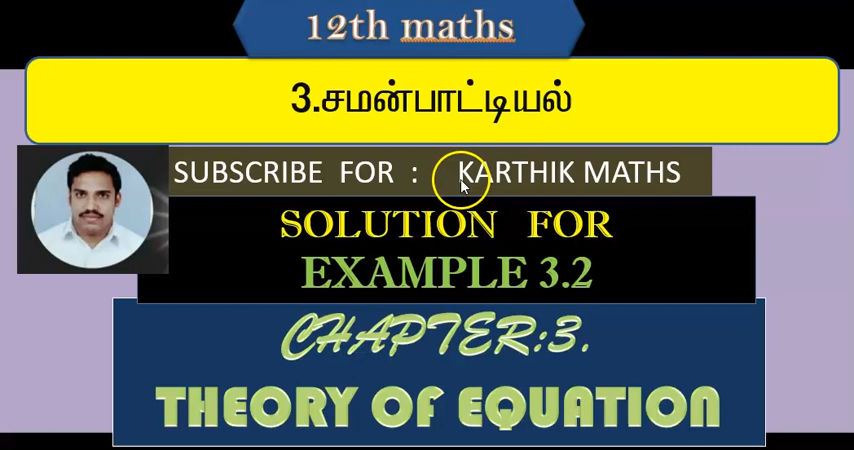 12th maths
3.சமன்பாட்டியல்
SUBSCRIBE FOR : KARTHIK MATHS
SOLUTION FOR
EXAMPLE 3.2
CHAPTER:3.
THEORY OF EQUATION